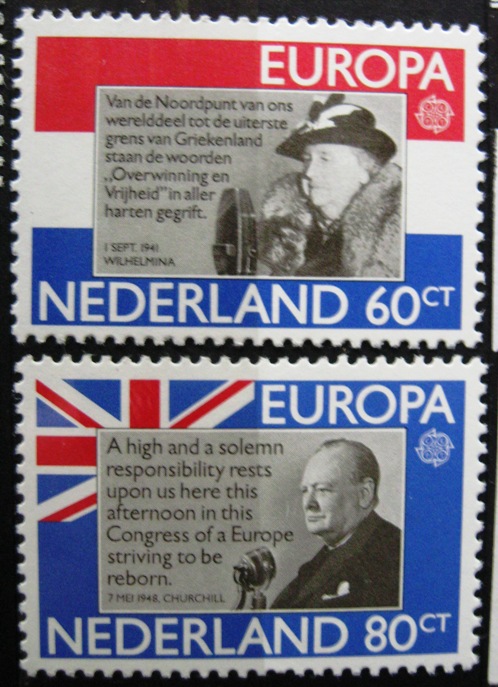 EUROPA
Van de Noordpunt van ons
werelddeel tot de uiterste
grens van Griekenland
staan de woorden
„Overwinning en
Vrijheid” in aller
harten gegrift.
1 SEPT. 1941
WILHELMINA
NEDERLAND 60CT
EUROPA
A high and a solemn
responsibility rests
upon us here this
afternoon in this
Congress of a Europe
striving to be
reborn.
7 MEI 1948, CHURCHILL
NEDERLAND 80CT